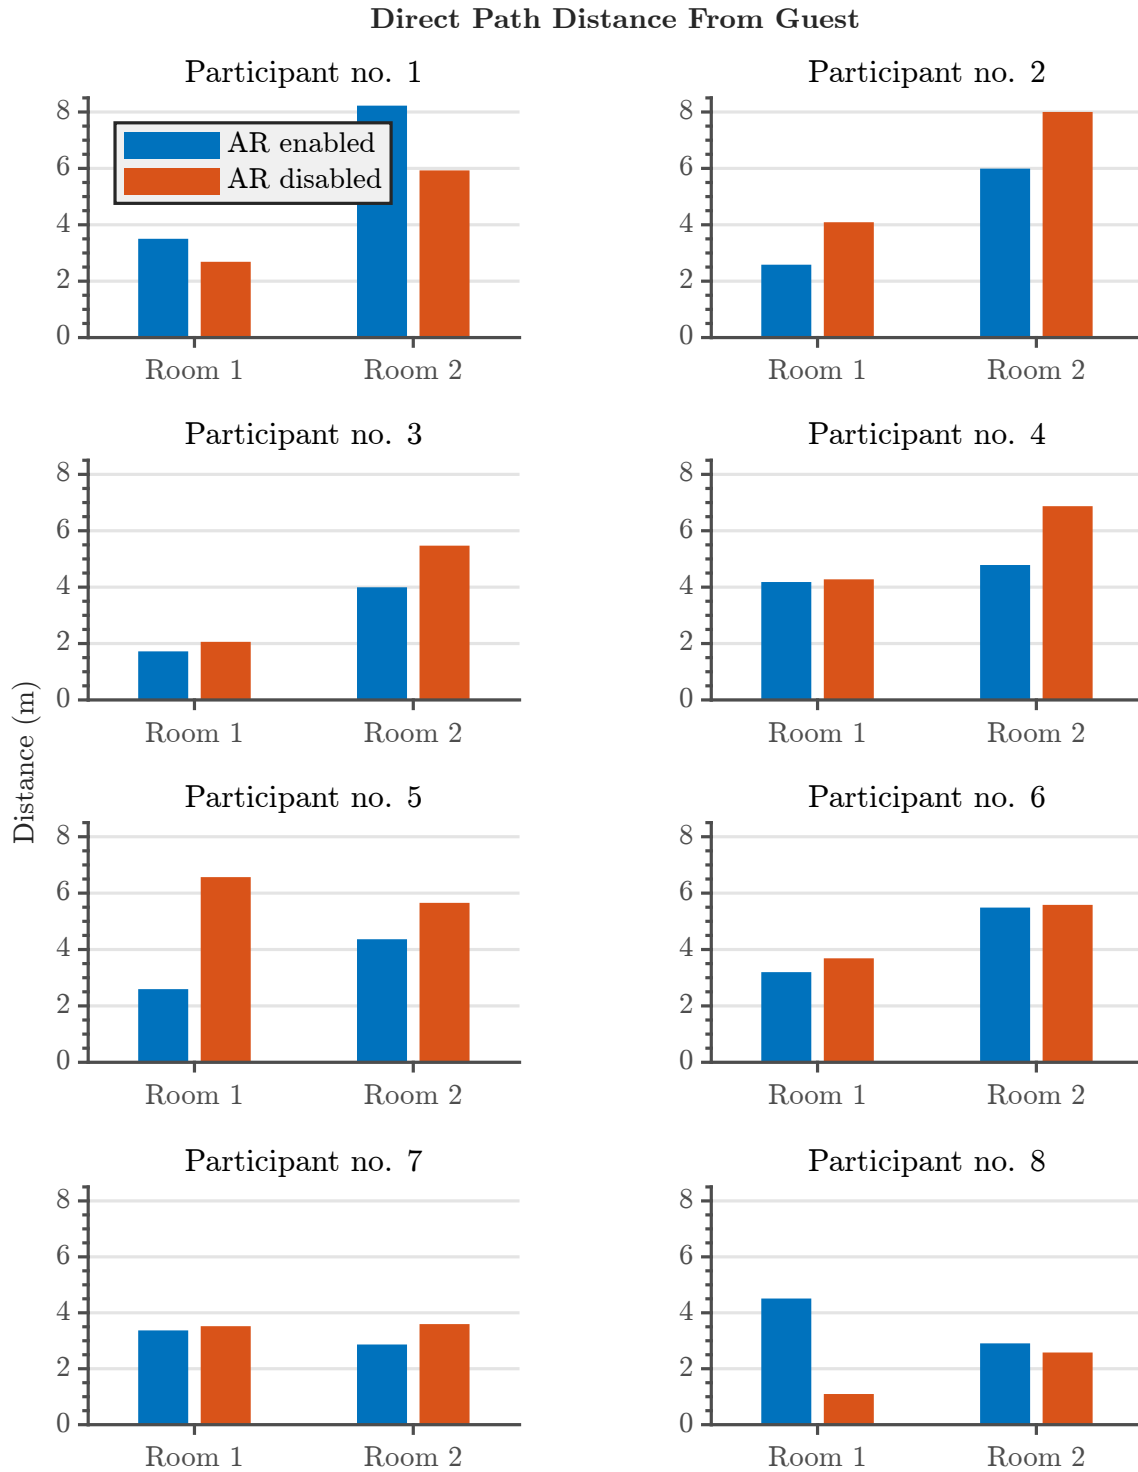 Direct Path Distance From Guest
Participant no. 1
8
6
4
2
0
AR enabled
AR disabled
Room 1
Room 2
Participant no. 2
8
6
4
2
0
Room 1
Room 2
Participant no. 3
8
6
4
2
0
Room 1
Room 2
Participant no. 4
8
6
4
2
0
Room 1
Room 2
Distance (m)
Participant no. 5
8
6
4
2
0
Room 1
Room 2
Participant no. 6
8
6
4
2
0
Room 1
Room 2
Participant no. 7
8
6
4
2
0
Room 1
Room 2
Participant no. 8
8
6
4
2
0
Room 1
Room 2